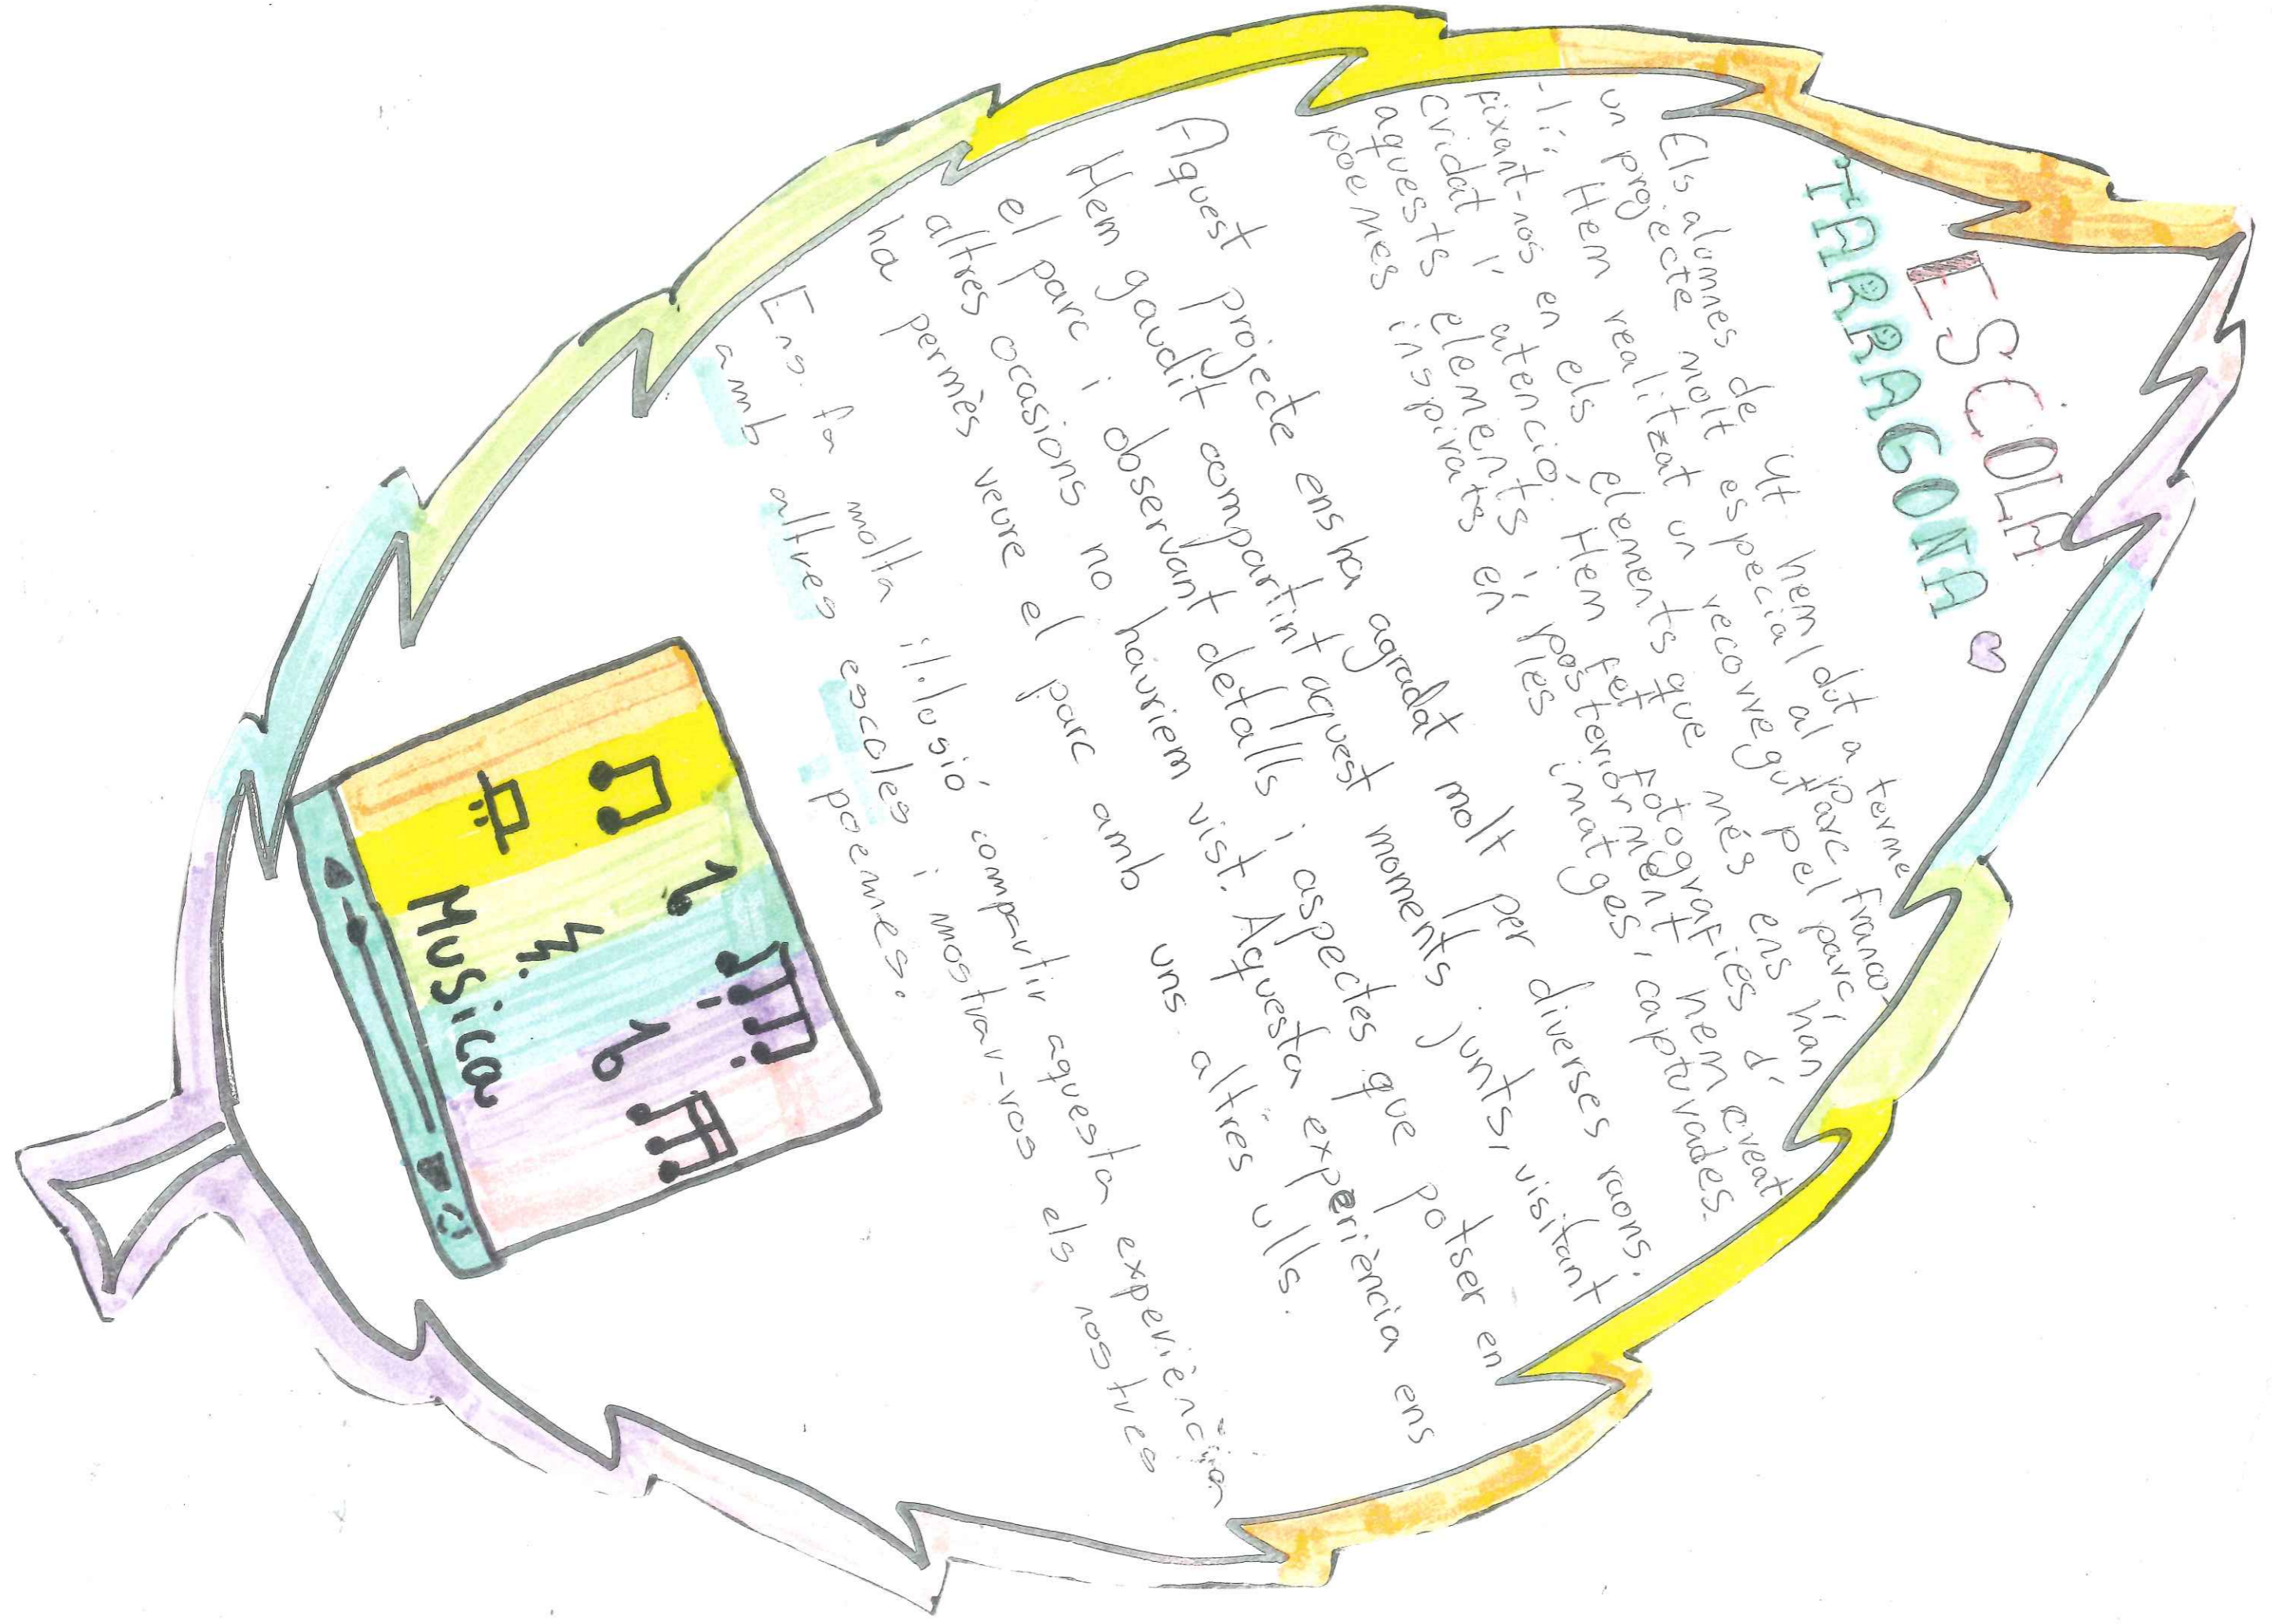 ESCOLA
TARRAGONA
Els alumnes de 4t hem dut a terme
un projecte molt especial al parc Franco-
-lí: Hem realitzat un recorregut pel parc,
fixant-nos en els elements que més ens han
cridat l'atenció. Hem fet fotografies d'
aquests elements i posteriorment hem creat
poemes inspirats en les imatges, capturades.
Aquest projecte ens ha agradat molt per diverses raons.
Hem gaudit compartint aquest moments junts, visitant
el parc i observant detalls i aspectes que potser en
altres ocasions no hauriem vist. Aquesta experiència ens
ha permès veure el parc amb uns altres ulls.
Ens fa molta il·lusió compartir aquesta experiència
amb altres escoles i mostrar-vos els nostres
poemes.
MUSica